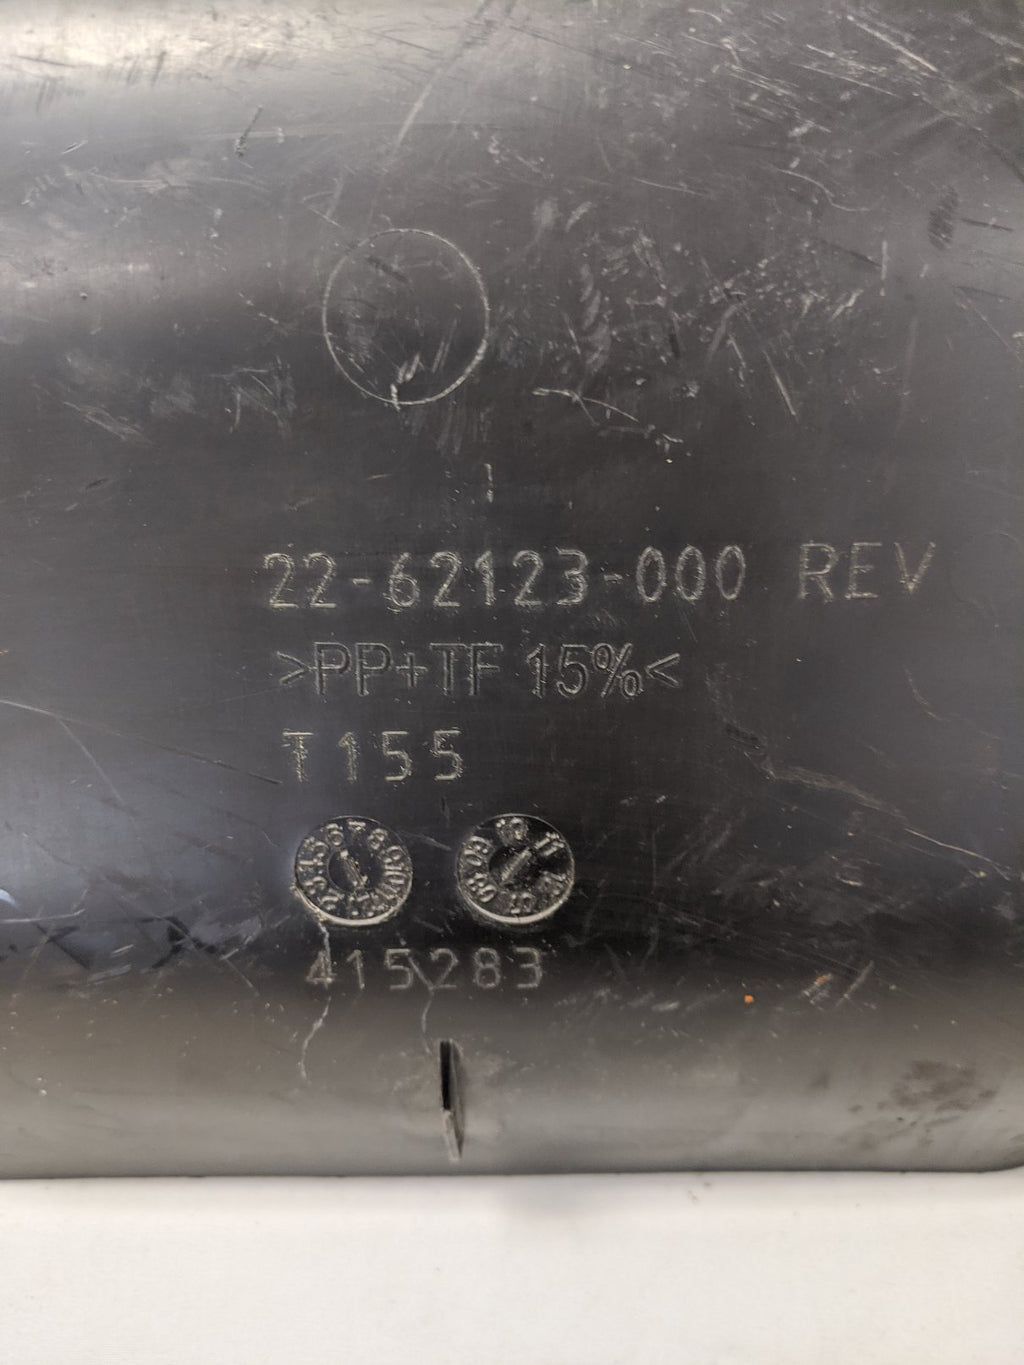 22-62123-000 REV
>PP+TF 15%<
T155
415283